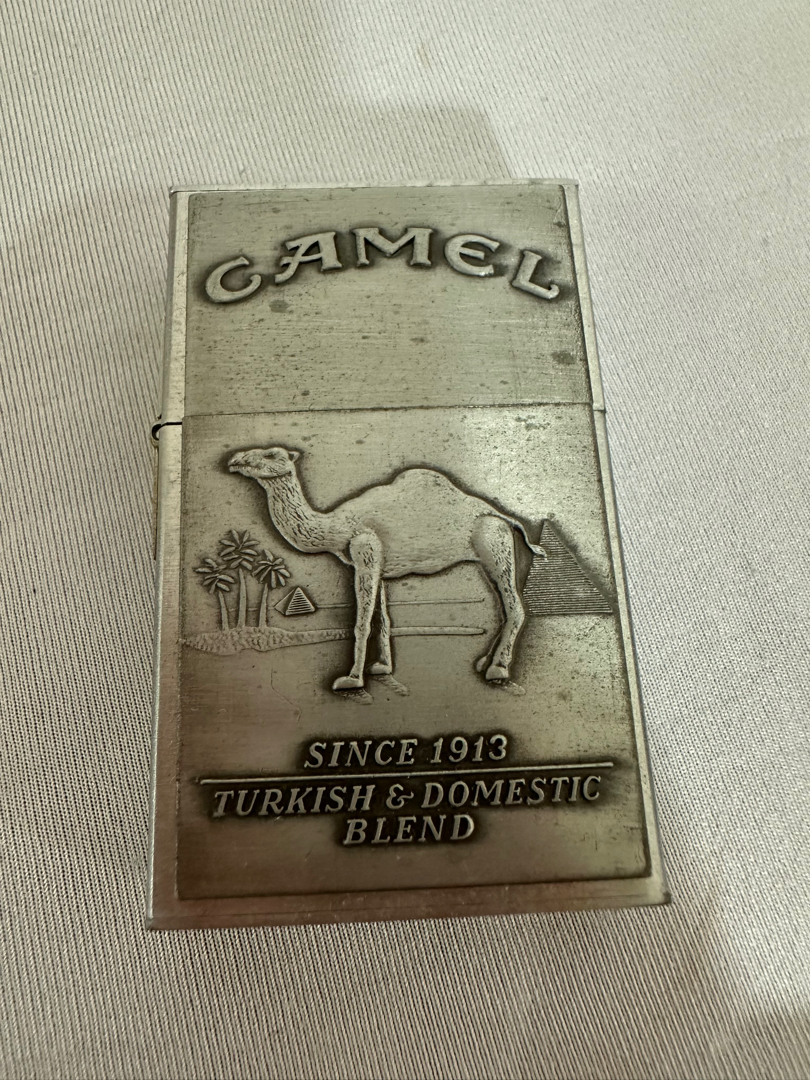 CAMEL
SINCE 1913
TURKISH & DOMESTIC
BLEND